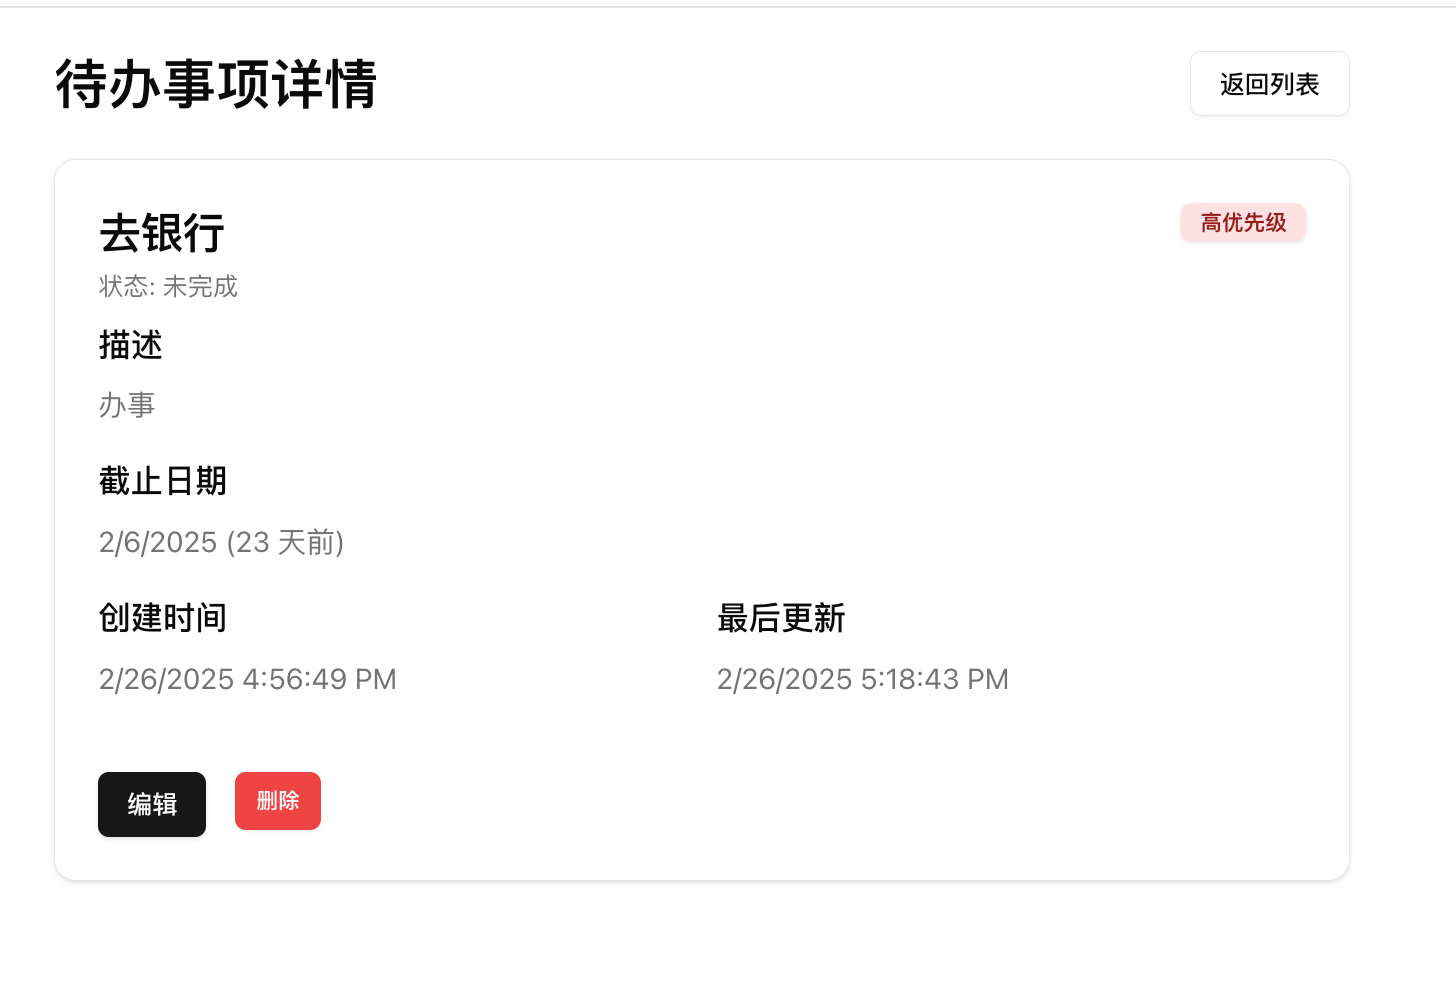 待办事项详情
返回列表
去银行
高优先级
状态: 未完成
描述
办事
截止日期
2/6/2025 (23 天前)
创建时间
2/26/2025 4:56:49 PM
最后更新
2/26/2025 5:18:43 PM
编辑
删除